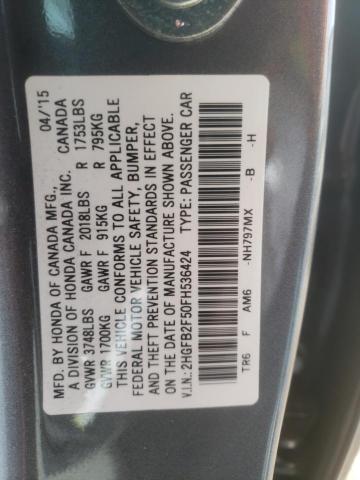 MFD. BY HONDA OF CANADA MFG., 04/'15
A DIVISION OF HONDA CANADA INC. CANADA
GVWR 3748LBS GAWR F 2018LBS R 1753LBS
GVWR 1700KG GAWR F 915KG R 795KG
THIS VEHICLE CONFORMS TO ALL APPLICABLE
FEDERAL MOTOR VEHICLE SAFETY, BUMPER,
AND THEFT PREVENTION STANDARDS IN EFFECT
ON THE DATE OF MANUFACTURE SHOWN ABOVE.
V.I.N.: 2HGFB2F50FH536424 TYPE: PASSENGER CAR
TR6 F AM6 -NH797MX -B -H